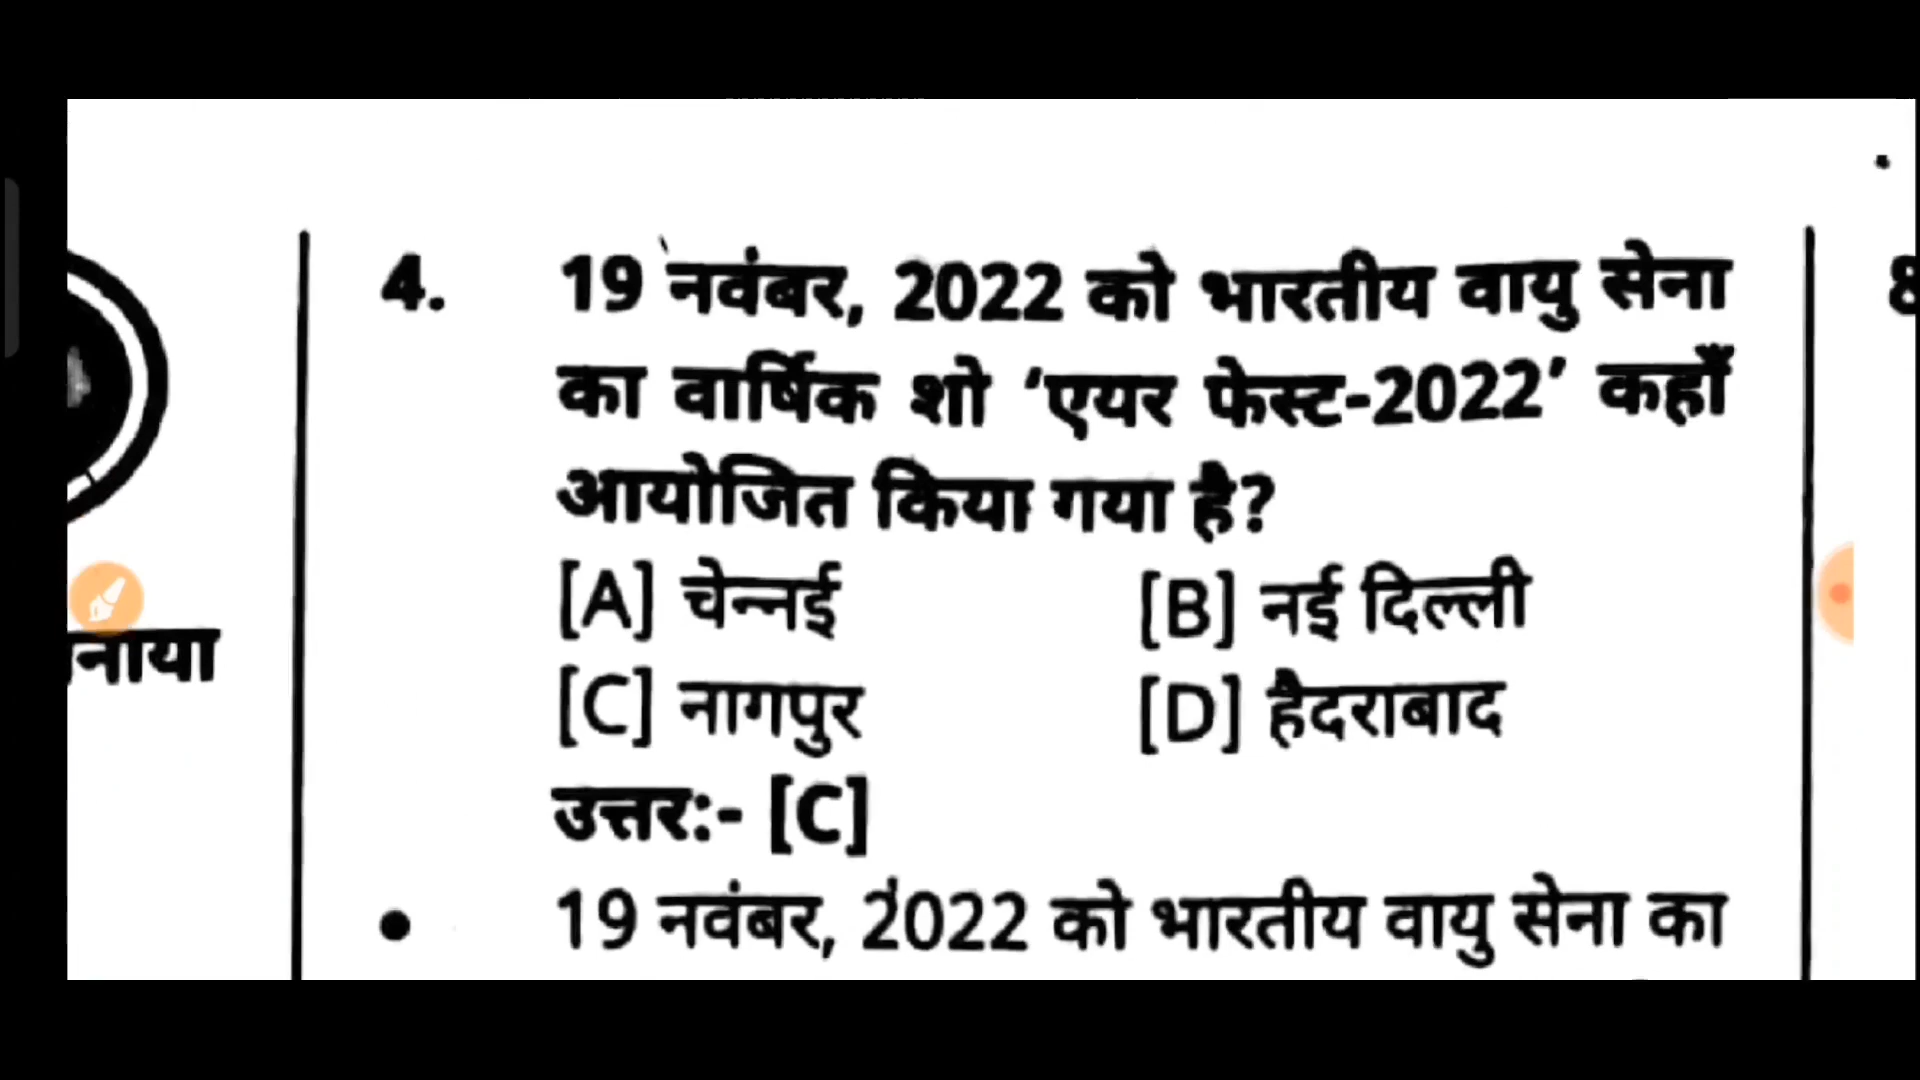 4. 19 नवंबर, 2022 को भारतीय वायु सेना
का वार्षिक शो ‘एयर फेस्ट-2022’ कहाँ
आयोजित किया गया है?
[A] चेन्नई [B] नई दिल्ली
[C] नागपुर [D] हैदराबाद
उत्तर:- [C]
• 19 नवंबर, 2022 को भारतीय वायु सेना का
नाया
8